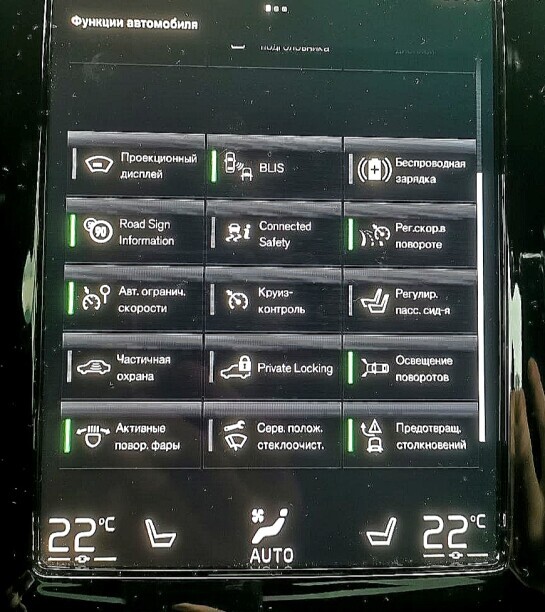 Функции автомобиля
подголовника
Проекционный
дисплей
BLIS
Беспроводная
зарядка
90
Road Sign
Information
Connected
Safety
Рег.скор.в
повороте
Авт. огранич.
скорости
Круиз-
контроль
Регулир.
пасс. сид-я
Частичная
охрана
Private Locking
Освещение
поворотов
Активные
повор. фары
Серв. полож.
стеклоочист.
Предотвращ.
столкновений
22°C
AUTO
22°C